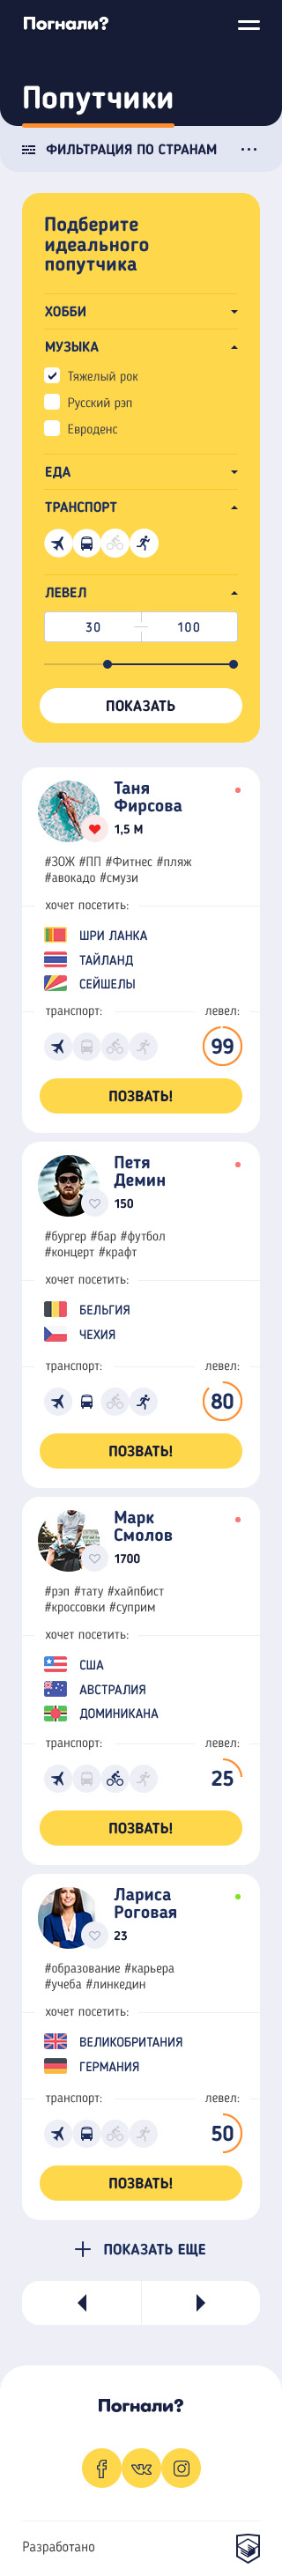 Погнали?
Попутчики
ФИЛЬТРАЦИЯ ПО СТРАНАМ
Подберите
идеального
попутчика
ХОББИ
МУЗЫКА
Тяжелый рок
Русский рэп
Евроденс
ЕДА
ТРАНСПОРТ
ЛЕВЕЛ
30 — 100
ПОКАЗАТЬ
Таня
Фирсова
1,5 М
#ЗОЖ #ПП #Фитнес #пляж
#авокадо #смузи
хочет посетить:
ШРИ ЛАНКА
ТАЙЛАНД
СЕЙШЕЛЫ
транспорт: левел:
99
ПОЗВАТЬ!
Петя
Демин
150
#бургер #бар #футбол
#концерт #крафт
хочет посетить:
БЕЛЬГИЯ
ЧЕХИЯ
транспорт: левел:
80
ПОЗВАТЬ!
Марк
Смолов
1700
#рэп #тату #хайпбист
#кроссовки #суприм
хочет посетить:
США
АВСТРАЛИЯ
ДОМИНИКАНА
транспорт: левел:
25
ПОЗВАТЬ!
Лариса
Роговая
23
#образование #карьера
#учеба #линкедин
хочет посетить:
ВЕЛИКОБРИТАНИЯ
ГЕРМАНИЯ
транспорт: левел:
50
ПОЗВАТЬ!
ПОКАЗАТЬ ЕЩЕ
Погнали?
Разработано